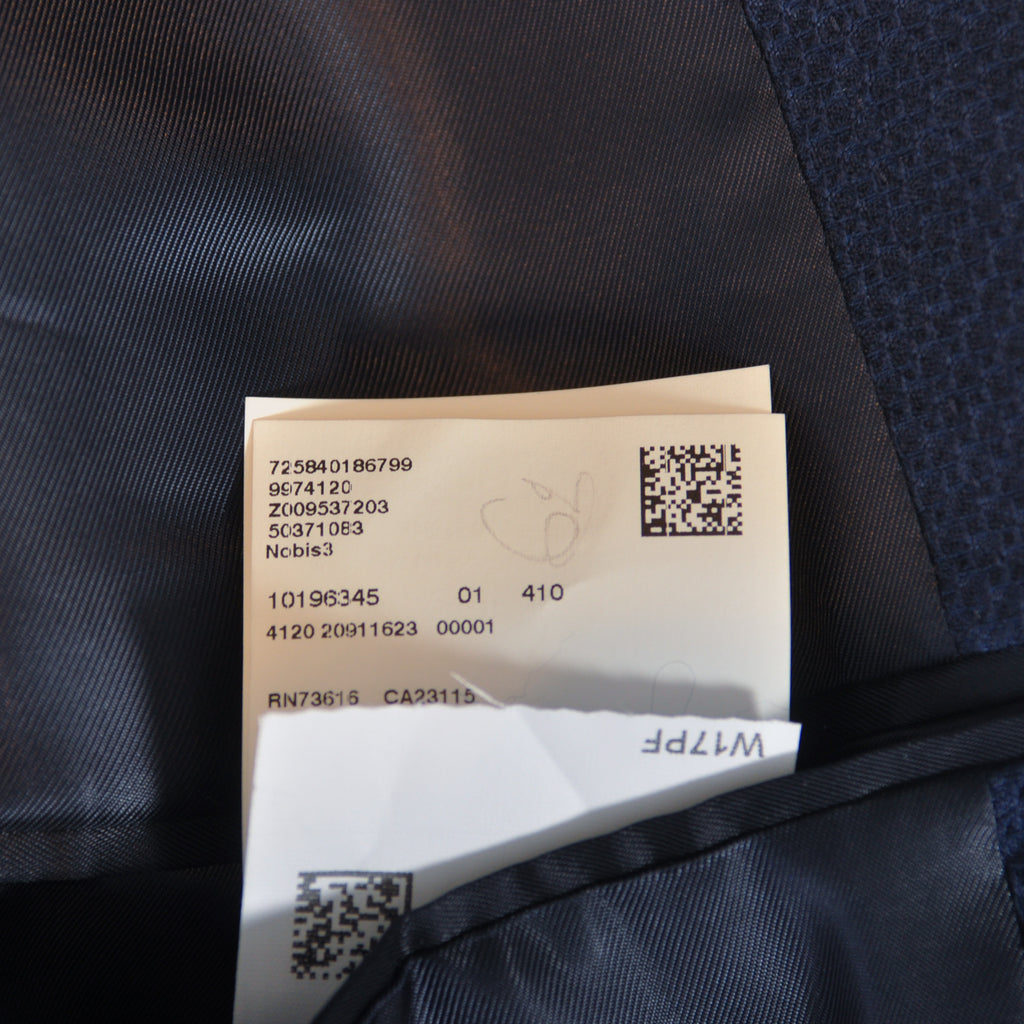 725840186799
9974120
Z009537203
50371083
Nobis3
10196345 01 410
4120 20911623 00001
RN73616 CA23115
W17PF